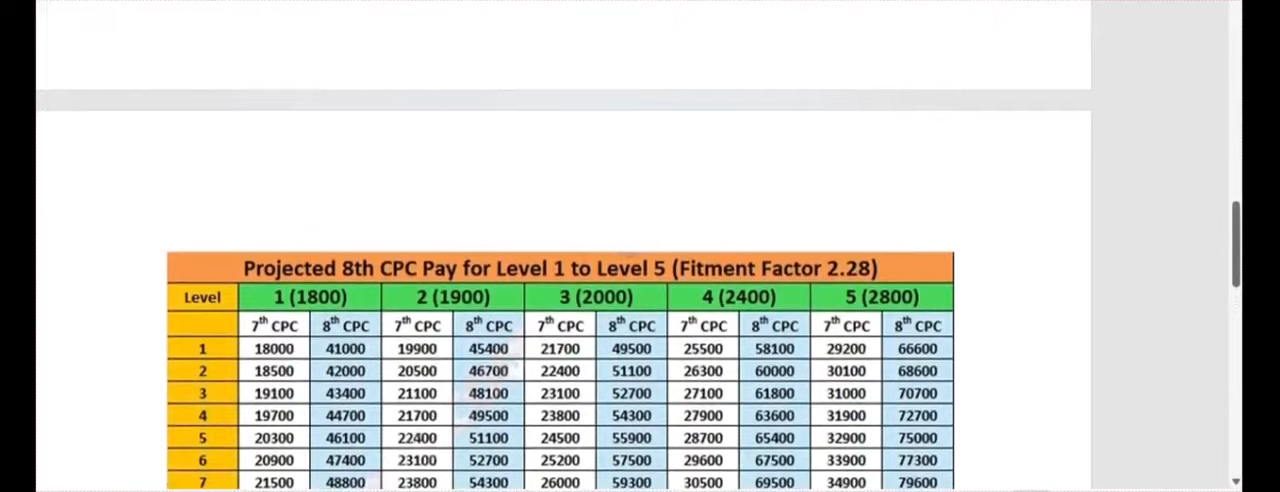 Projected 8th CPC Pay for Level 1 to Level 5 (Fitment Factor 2.28)
Level 1 (1800) 2 (1900) 3 (2000) 4 (2400) 5 (2800)
7th CPC 8th CPC 7th CPC 8th CPC 7th CPC 8th CPC 7th CPC 8th CPC 7th CPC 8th CPC
1 18000 41000 19900 45400 21700 49500 25500 58100 29200 66600
2 18500 42000 20500 46700 22400 51100 26300 60000 30100 68600
3 19100 43400 21100 48100 23100 52700 27100 61800 31000 70700
4 19700 44700 21700 49500 23800 54300 27900 63600 31900 72700
5 20300 46100 22400 51100 24500 55900 28700 65400 32900 75000
6 20900 47400 23100 52700 25200 57500 29600 67500 33900 77300
7 21500 48800 23800 54300 26000 59300 30500 69500 34900 79600